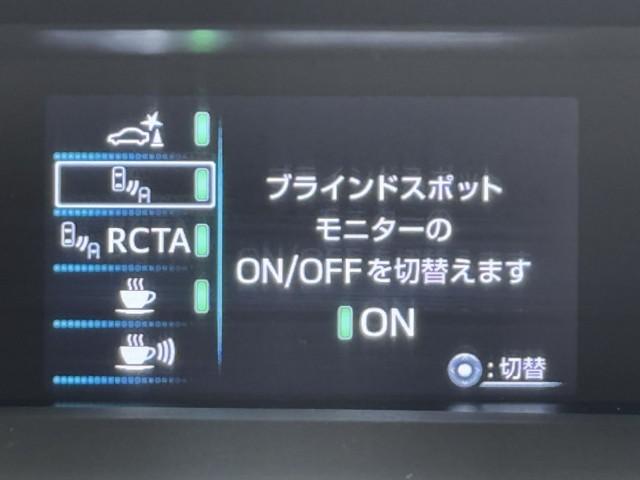 RCTA
ブラインドスポット
モニターの
ON/OFFを切替えます
ON
:切替